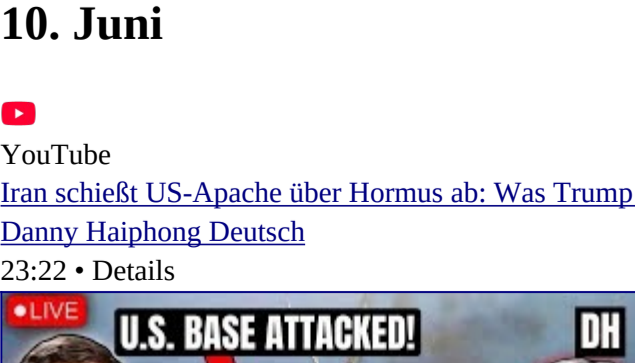 10. Juni
YouTube
Iran schießt US-Apache über Hormus ab: Was Trump
Danny Haiphong Deutsch
23:22 • Details
LIVE
U.S. BASE ATTACKED!
DH